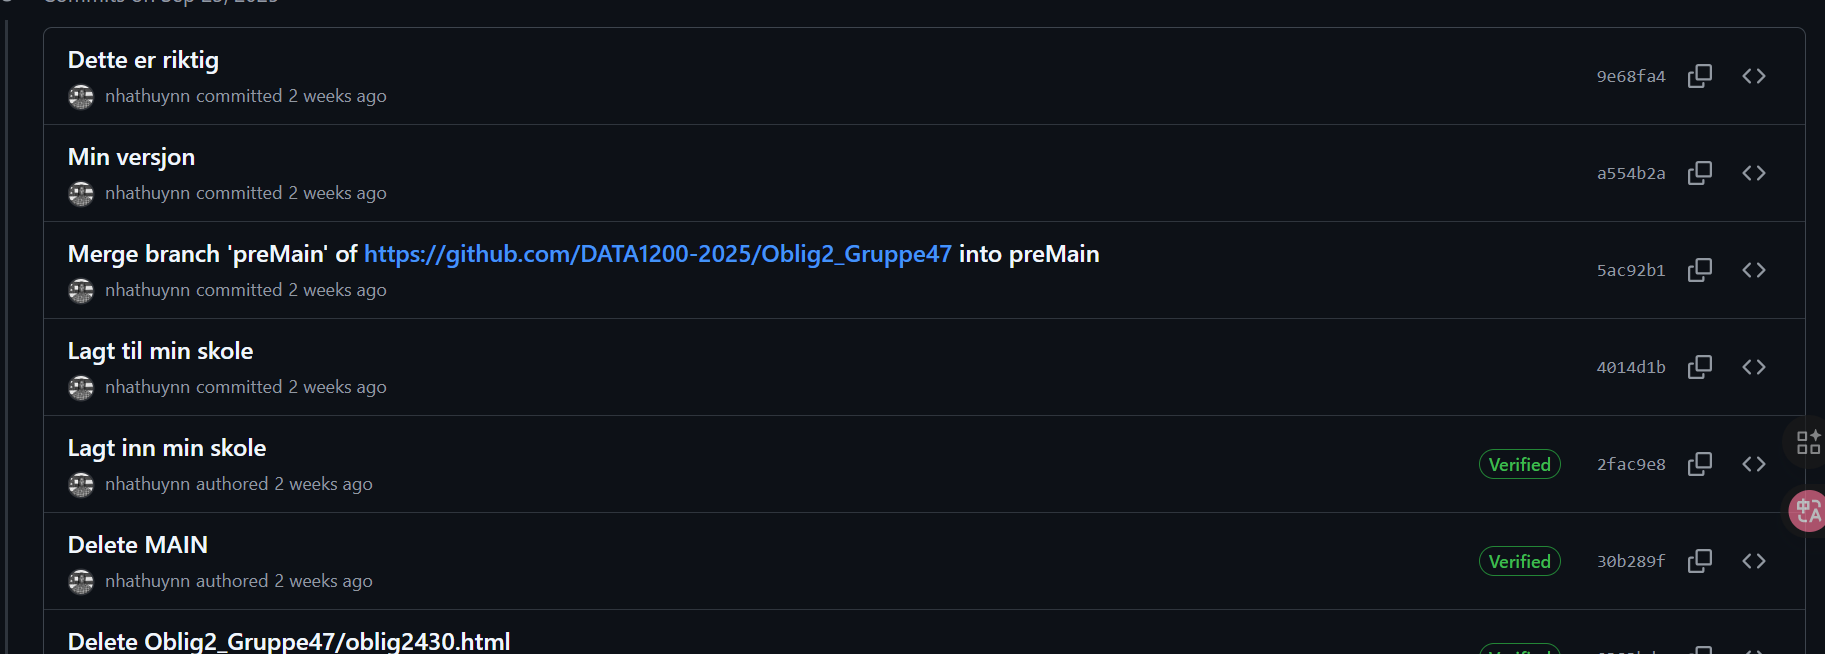 Dette er riktig
nhathuynn committed 2 weeks ago
9e68fa4
Min versjon
nhathuynn committed 2 weeks ago
a554b2a
Merge branch 'preMain' of https://github.com/DATA1200-2025/Oblig2_Gruppe47 into preMain
nhathuynn committed 2 weeks ago
5ac92b1
Lagt til min skole
nhathuynn committed 2 weeks ago
4014d1b
Lagt inn min skole
nhathuynn authored 2 weeks ago
Verified 2fac9e8
Delete MAIN
nhathuynn authored 2 weeks ago
Verified 30b289f
Delete Oblig2_Gruppe47/oblig2430.html